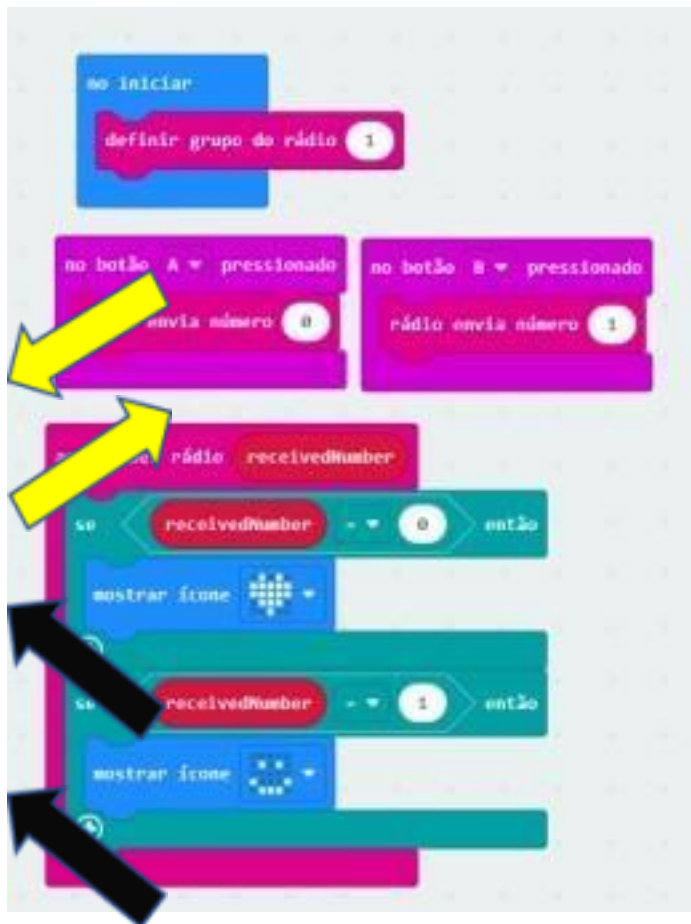 no iniciar
definir grupo do rádio 1
no botão A pressionado
envia número 0
no botão B pressionado
rádio envia número 1
rádio receivedNumber
se receivedNumber = 0 então
mostrar ícone
se receivedNumber = 1 então
mostrar ícone